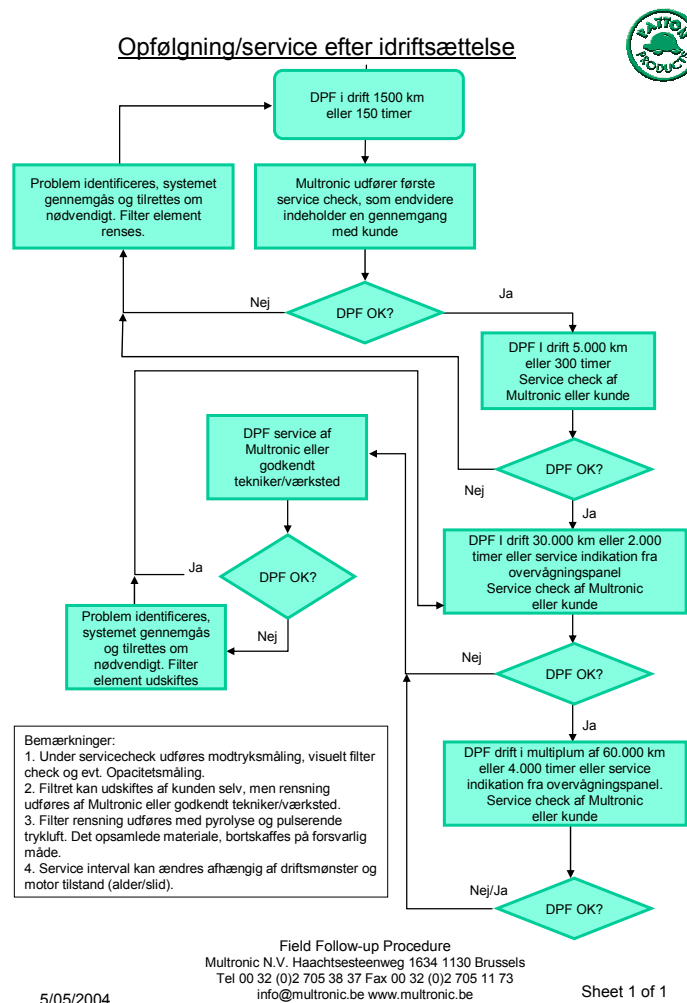 Opfølgning/service efter idriftsættelse
PATTON
PRODUCTS
DPF i drift 1500 km
eller 150 timer
Problem identificeres, systemet
gennemgås og tilrettes om
nødvendigt. Filter element
renses.
Multronic udfører første
service check, som endvidere
indeholder en gennemgang
med kunde
Nej
Ja
DPF OK?
DPF I drift 5.000 km
eller 300 timer
Service check af
Multronic eller kunde
DPF service af
Multronic eller
godkendt
tekniker/værksted
DPF OK?
Nej
Ja
DPF I drift 30.000 km eller 2.000
timer eller service indikation fra
overvågningspanel
Service check af Multronic
eller kunde
Ja
DPF OK?
Nej
Problem identificeres,
systemet gennemgås
og tilrettes om
nødvendigt. Filter
element udskiftes
Nej
DPF OK?
Ja
DPF drift i multiplum af 60.000 km
eller 4.000 timer eller service
indikation fra overvågningspanel.
Service check af Multronic
eller kunde
Nej/Ja
DPF OK?
Bemærkninger:
1. Under servicecheck udføres modtryksmåling, visuelt filter
check og evt. Opacitetsmåling.
2. Filtret kan udskiftes af kunden selv, men rensning
udføres af Multronic eller godkendt tekniker/værksted.
3. Filter rensning udføres med pyrolyse og pulserende
trykluft. Det opsamlede materiale, bortskaffes på forsvarlig
måde.
4. Service interval kan ændres afhængig af driftsmønster og
motor tilstand (alder/slid).
Field Follow-up Procedure
Multronic N.V. Haachtsesteenweg 1634 1130 Brussels
Tel 00 32 (0)2 705 38 37 Fax 00 32 (0)2 705 11 73
info@multronic.be www.multronic.be
5/05/2004
Sheet 1 of 1